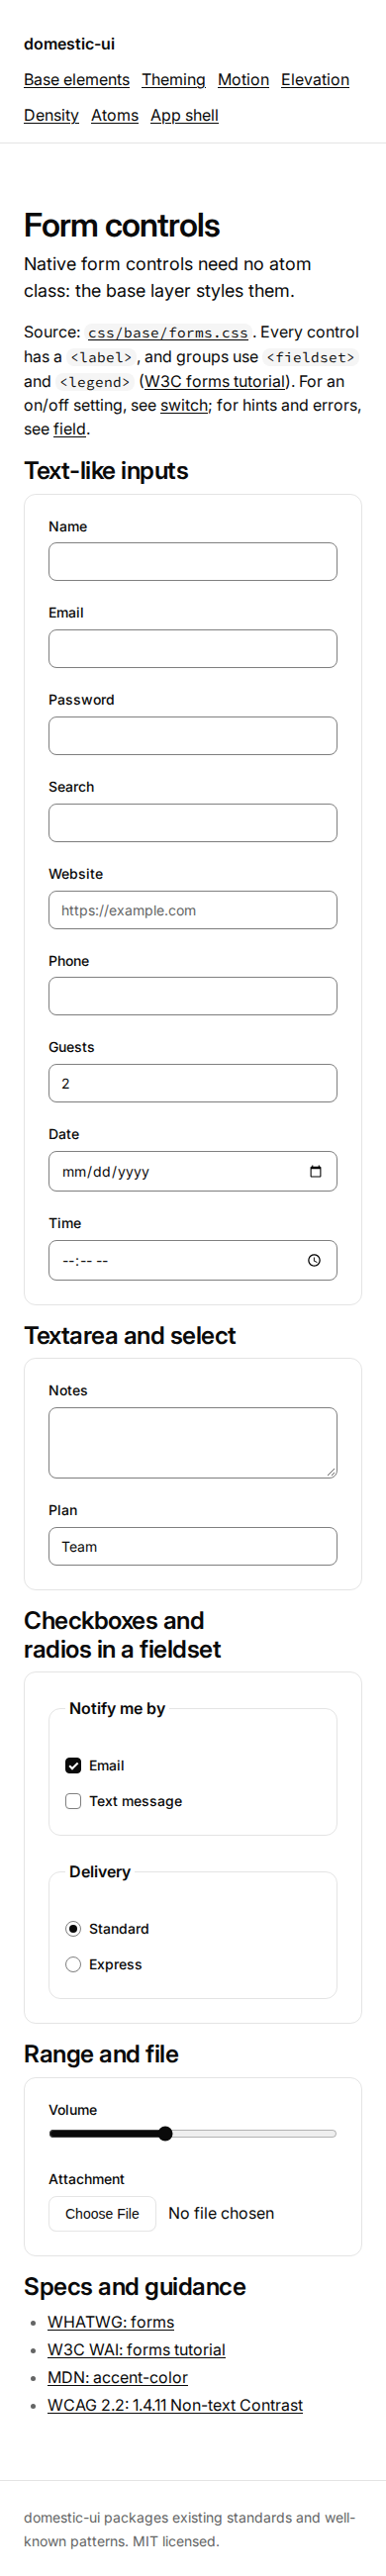 domestic-ui
Base elements Theming Motion Elevation
Density Atoms App shell
Form controls
Native form controls need no atom
class: the base layer styles them.
Source: css/base/forms.css. Every control
has a <label>, and groups use <fieldset>
and <legend> (W3C forms tutorial). For an
on/off setting, see switch; for hints and errors,
see field.
Text-like inputs
Name
Email
Password
Search
Website
https://example.com
Phone
Guests
2
Date
mm/dd/yyyy
Time
--:-- --
Textarea and select
Notes
Plan
Team
Checkboxes and
radios in a fieldset
Notify me by
Email
Text message
Delivery
Standard
Express
Range and file
Volume
Attachment
Choose File No file chosen
Specs and guidance
WHATWG: forms
W3C WAI: forms tutorial
MDN: accent-color
WCAG 2.2: 1.4.11 Non-text Contrast
domestic-ui packages existing standards and well-
known patterns. MIT licensed.